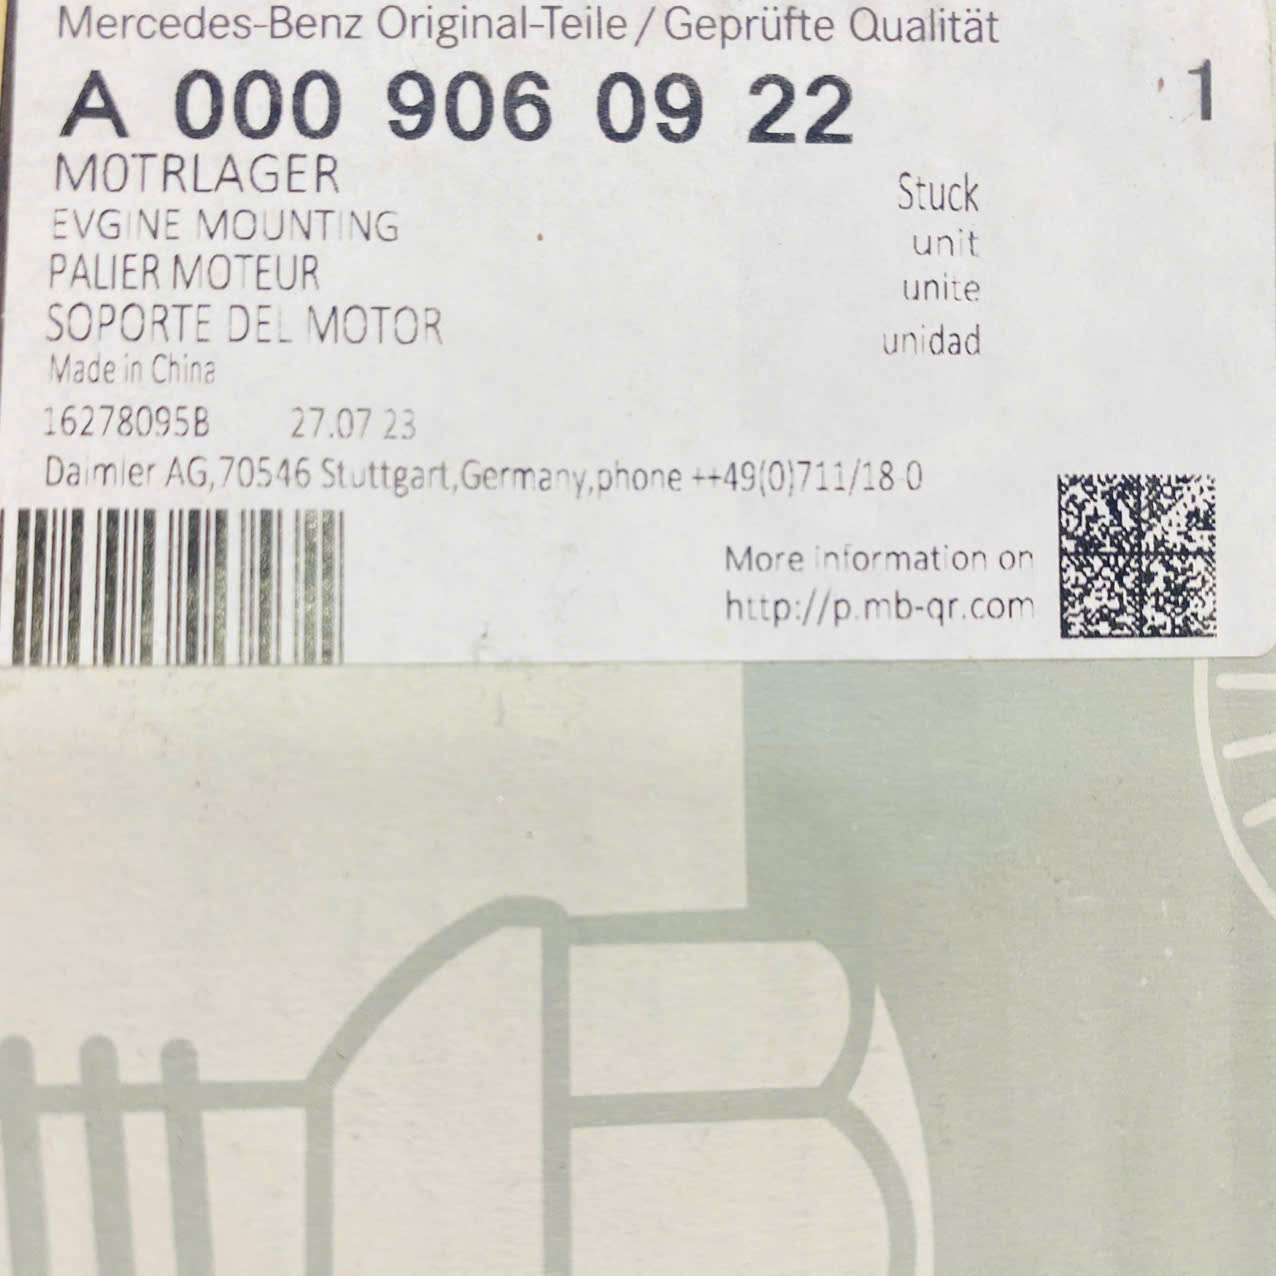 Mercedes-Benz Original-Teile / Geprüfte Qualität
A 000 906 09 22 1
MOTRLAGER
EVGINE MOUNTING
PALIER MOTEUR
SOPORTE DEL MOTOR
Stuck
unit
unite
unidad
Made in China
16278095B 27.07 23
Daimler AG,70546 Stuttgart,Germany,phone ++49(0)711/18-0
More information on
http://p.mb-qr.com